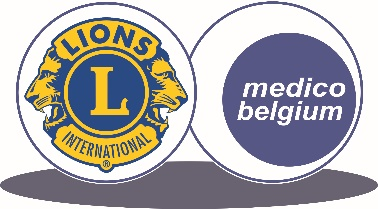 LIONS
L
INTERNATIONAL
®
medico
belgium